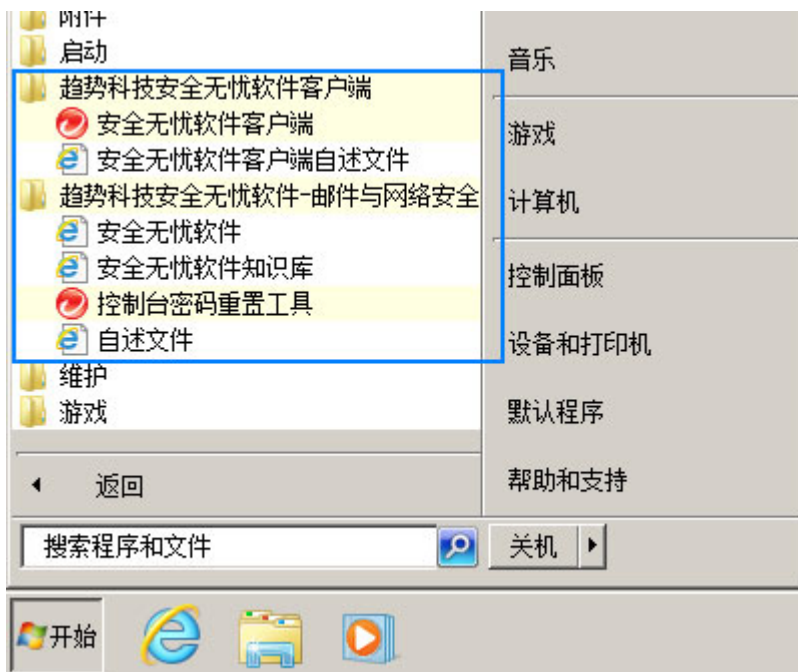 附件
启动
趋势科技安全无忧软件客户端
安全无忧软件客户端
安全无忧软件客户端自述文件
趋势科技安全无忧软件-邮件与网络安全
安全无忧软件
安全无忧软件知识库
控制台密码重置工具
自述文件
维护
游戏
返回
搜索程序和文件
音乐
游戏
计算机
控制面板
设备和打印机
默认程序
帮助和支持
关机
开始